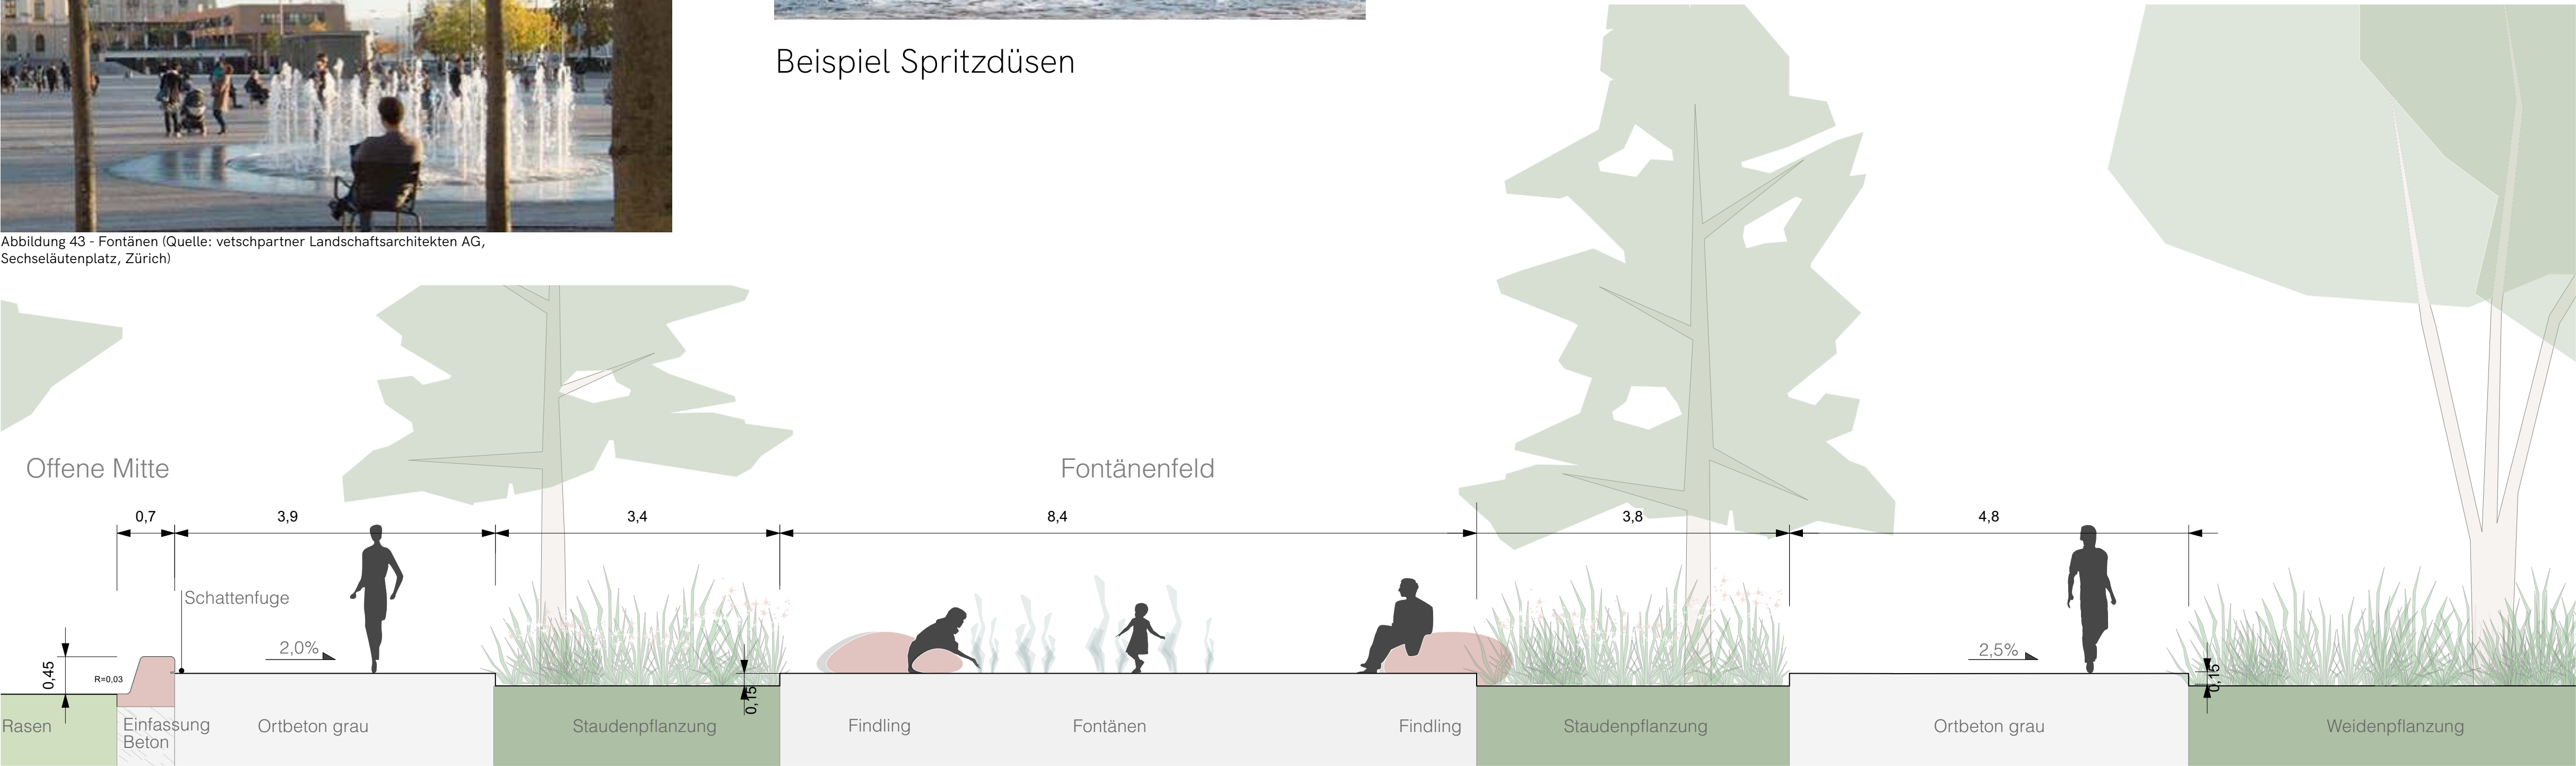 Beispiel Spritzdüsen
Abbildung 43 - Fontänen (Quelle: vetschpartner Landschaftsarchitekten AG,
Sechseläutenplatz, Zürich)
Offene Mitte
Fontänenfeld
0,7
3,9
3,4
8,4
3,8
4,8
Schattenfuge
2,0%
2,5%
0,45
R=0,03
0,15
0,15
Rasen
Einfassung
Beton
Ortbeton grau
Staudenpflanzung
Findling
Fontänen
Findling
Staudenpflanzung
Ortbeton grau
Weidenpflanzung